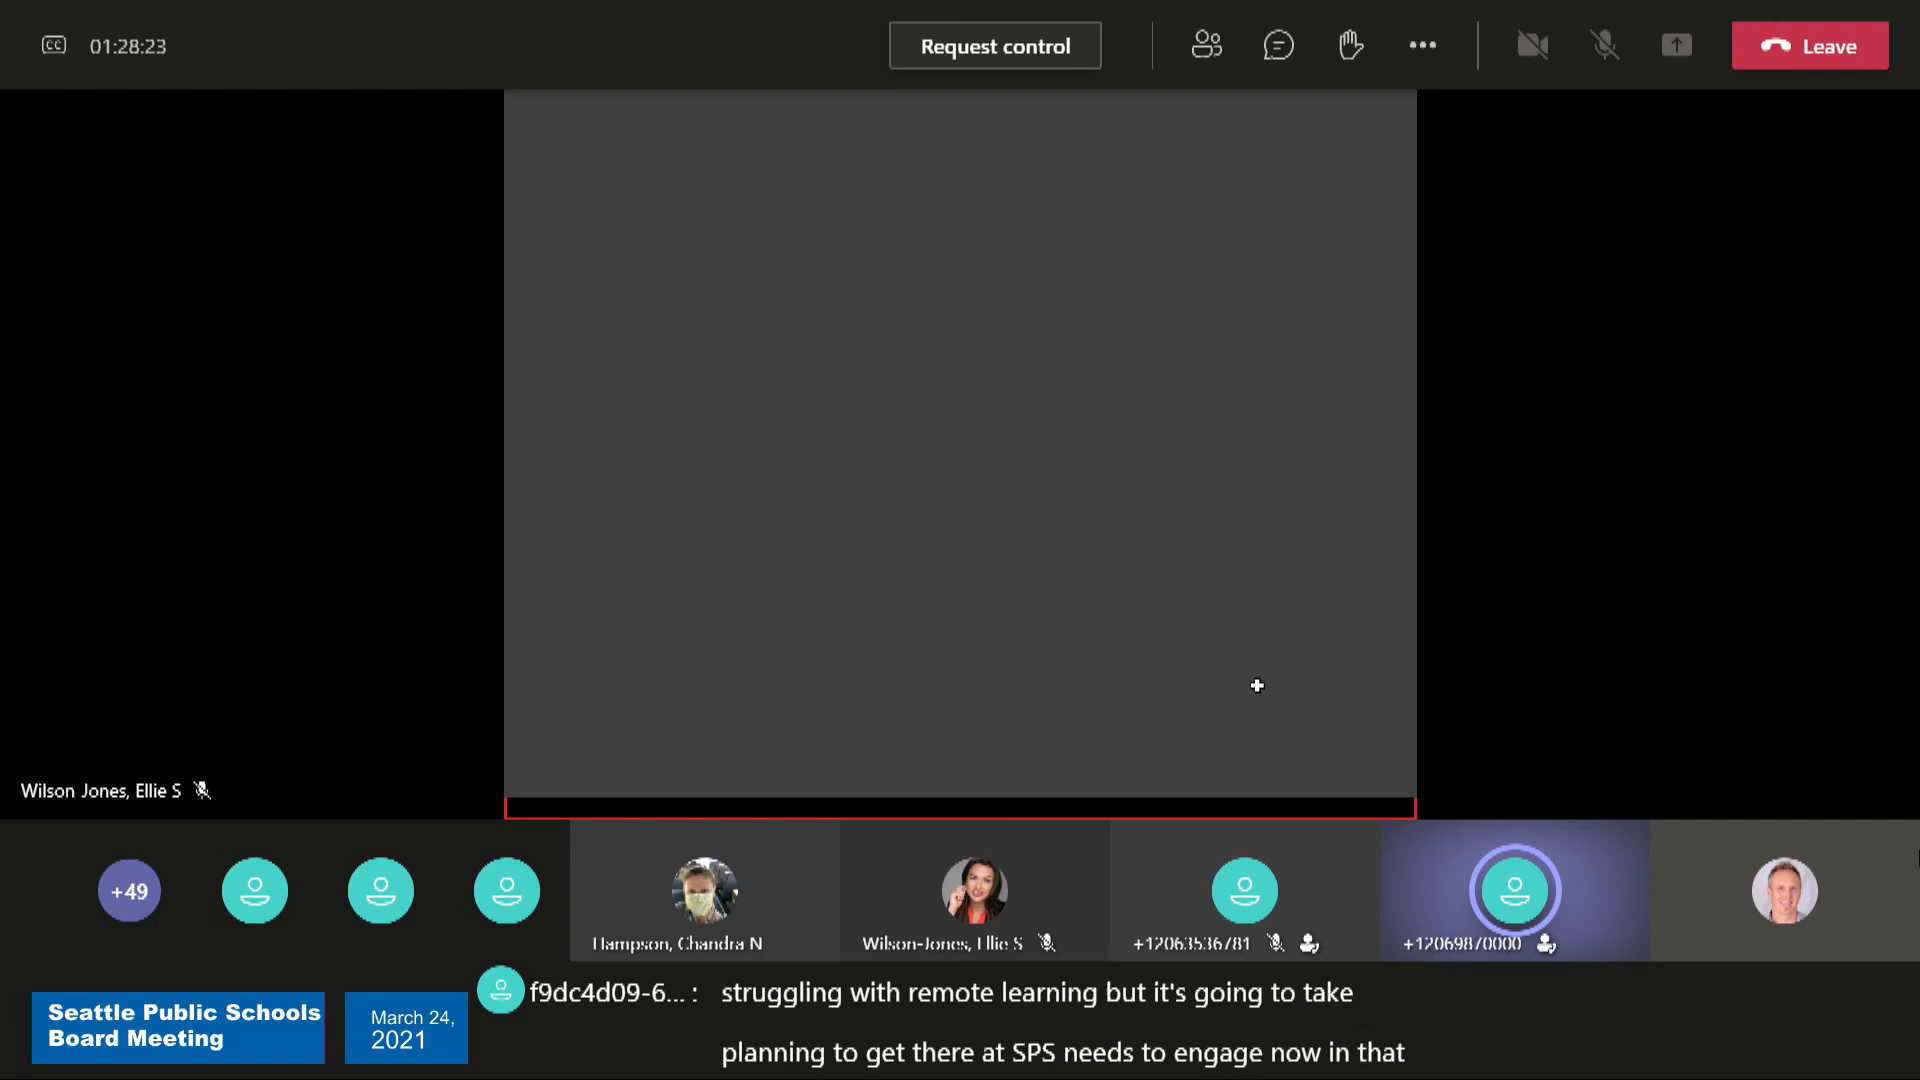 01:28:23
Request control
Leave
Wilson Jones, Ellie S
+49
Hampson, Chandra N
Wilson-Jones, Ellie S
+12063536781
+12069870000
f9dc4d09-6... : struggling with remote learning but it's going to take
planning to get there at SPS needs to engage now in that
Seattle Public Schools
Board Meeting
March 24,
2021